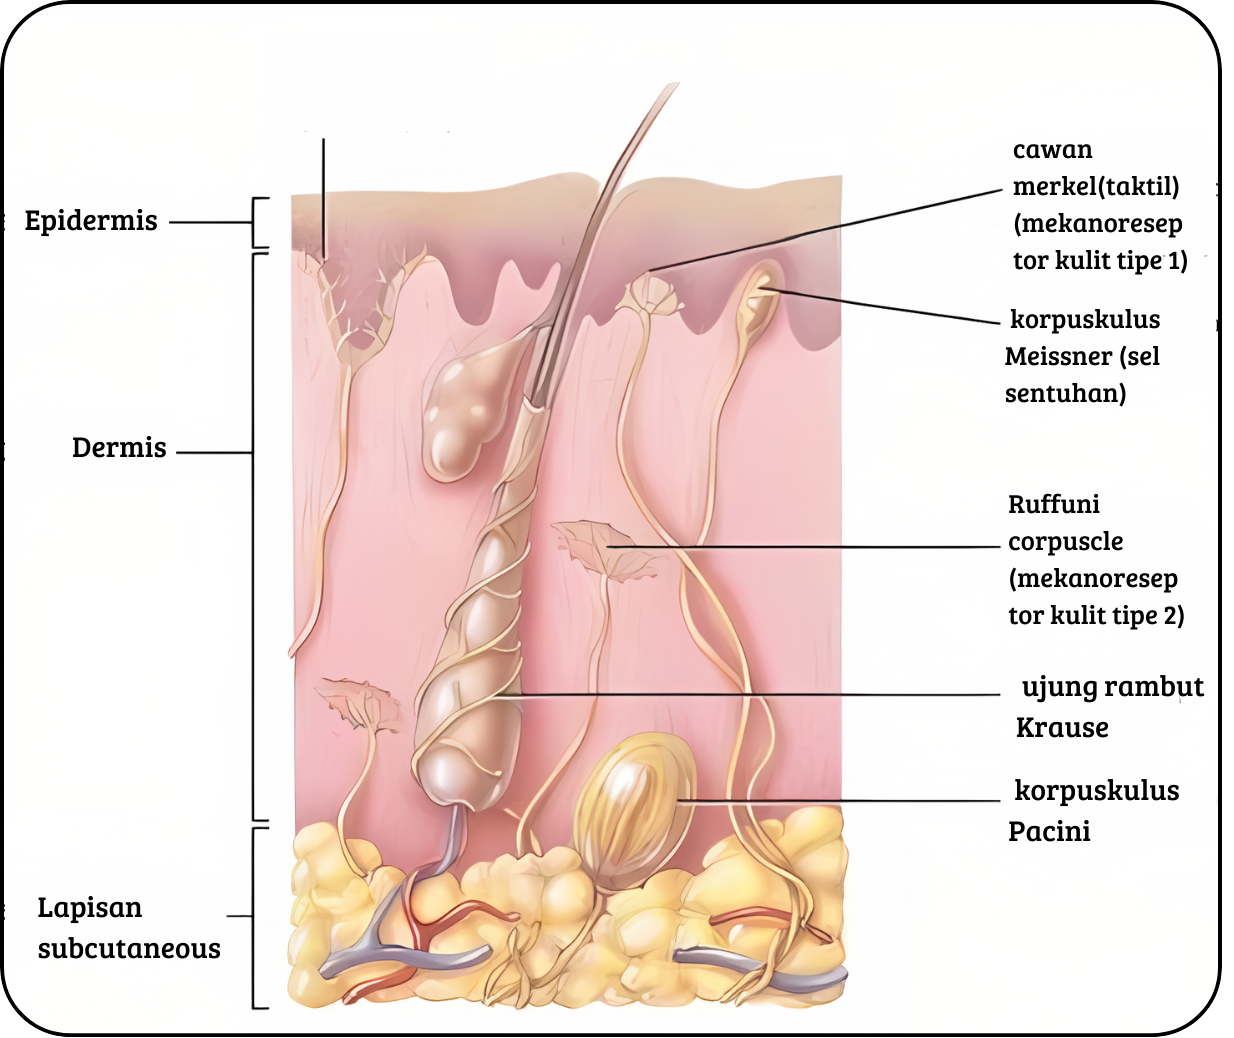 Epidermis
Dermis
Lapisan
subcutaneous
cawan
merkel(taktil)
(mekanoresep
tor kulit tipe 1)
korpuskulus
Meissner (sel
sentuhan)
Ruffuni
corpuscle
(mekanoresep
tor kulit tipe 2)
ujung rambut
Krause
korpuskulus
Pacini